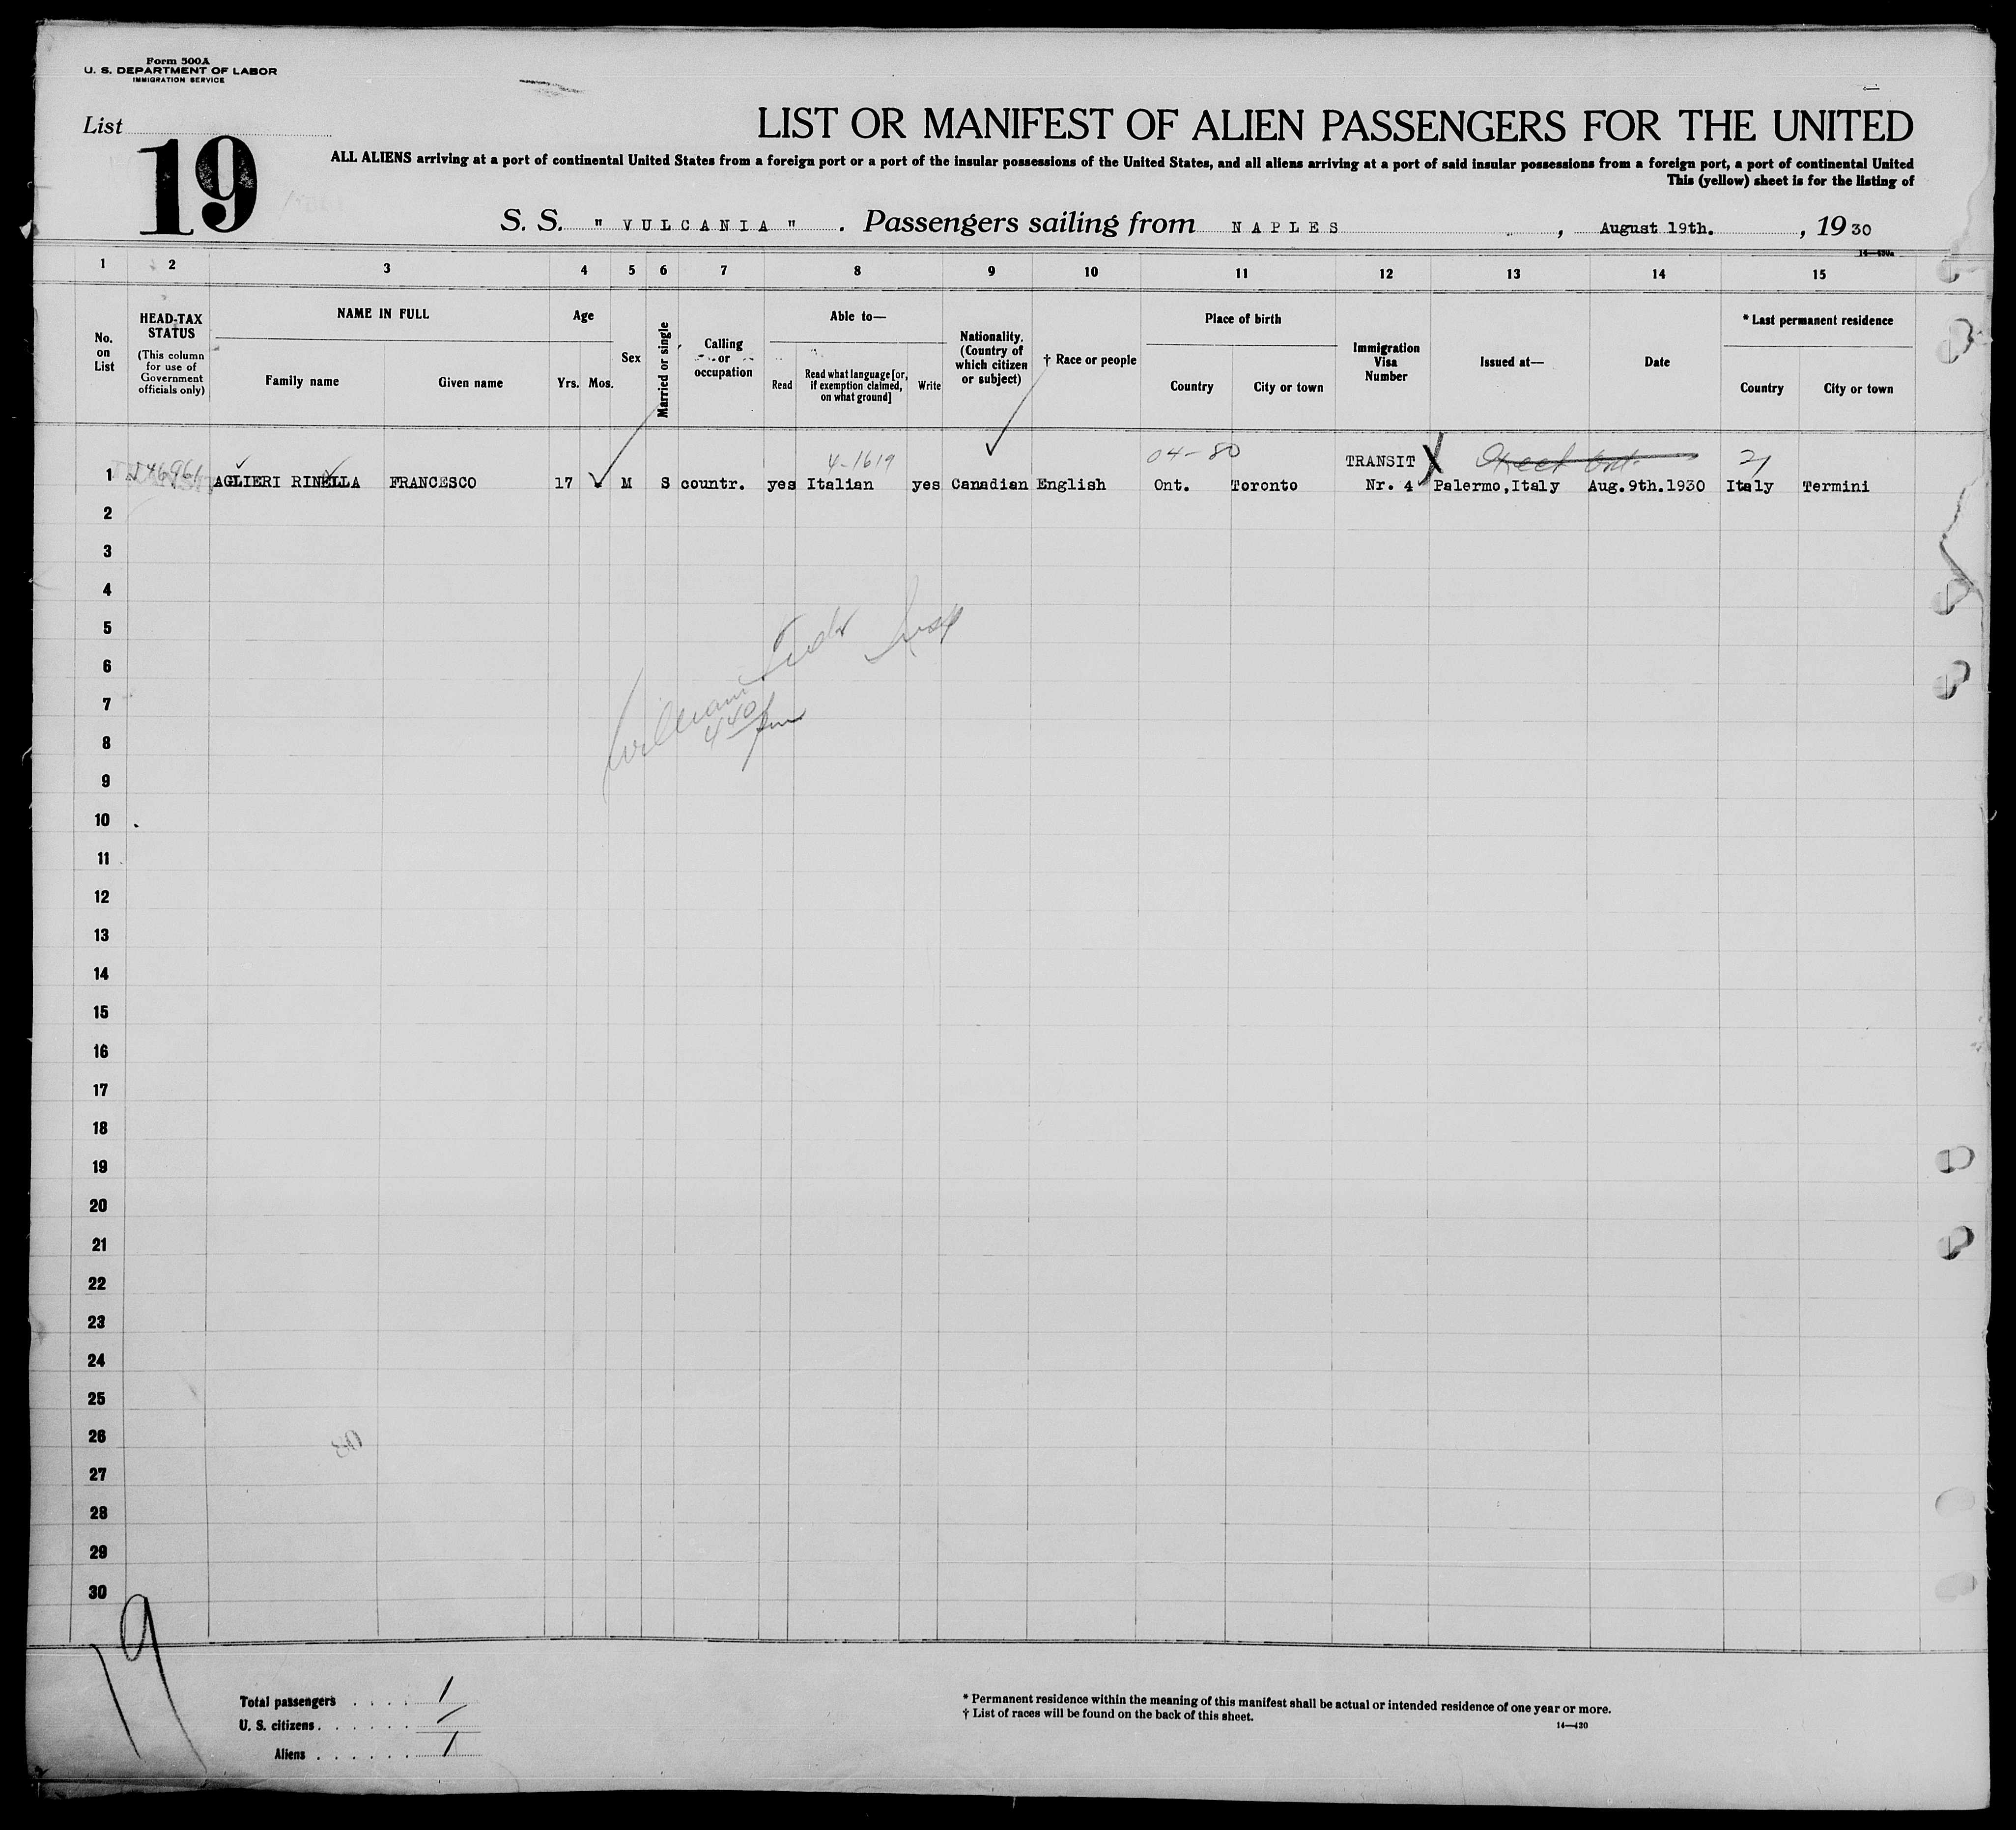 Form 500A
U. S. DEPARTMENT OF LABOR
IMMIGRATION SERVICE
List
19
LIST OR MANIFEST OF ALIEN PASSENGERS FOR THE UNITED
ALL ALIENS arriving at a port of continental United States from a foreign port or a port of the insular possessions of the United States, and all aliens arriving at a port of said insular possessions from a foreign port, a port of continental United
This (yellow) sheet is for the listing of
S. S. " VULCANIA ". Passengers sailing from NAPLES, August 19th., 1930
14—430a
1 2 3 4 5 6 7 8 9 10 11 12 13 14 15
No. on List
HEAD-TAX STATUS
(This column for use of Government officials only)
NAME IN FULL
Family name
Given name
Age
Yrs. Mos.
Sex
Married or single
Calling or occupation
Able to—
Read
Read what language [or, if exemption claimed, on what ground]
Write
Nationality. (Country of which citizen or subject)
† Race or people
Place of birth
Country
City or town
Immigration Visa Number
Issued at—
Date
* Last permanent residence
Country
City or town
4-1619 04-80 TRANSIT X 21
1 AGLIERI RINELLA FRANCESCO 17 M S countr. yes Italian yes Canadian English Ont. Toronto Nr. 4 Palermo,Italy Aug.9th.1930 Italy Termini
2
3
4
5
6
7
William
440 pm
8
9
10
11
12
13
14
15
16
17
18
19
20
21
22
23
24
25
26
27
28
29
30
19
Total passengers . . . . 1
U. S. citizens . . . . . . /
Aliens . . . . . . 1
* Permanent residence within the meaning of this manifest shall be actual or intended residence of one year or more.
† List of races will be found on the back of this sheet.
14—430